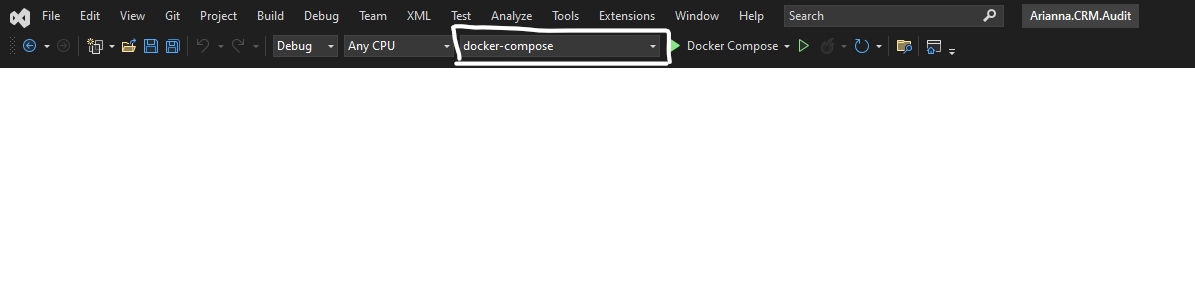 File Edit View Git Project Build Debug Team XML Test Analyze Tools Extensions Window Help Search Arianna.CRM.Audit
Debug Any CPU docker-compose Docker Compose